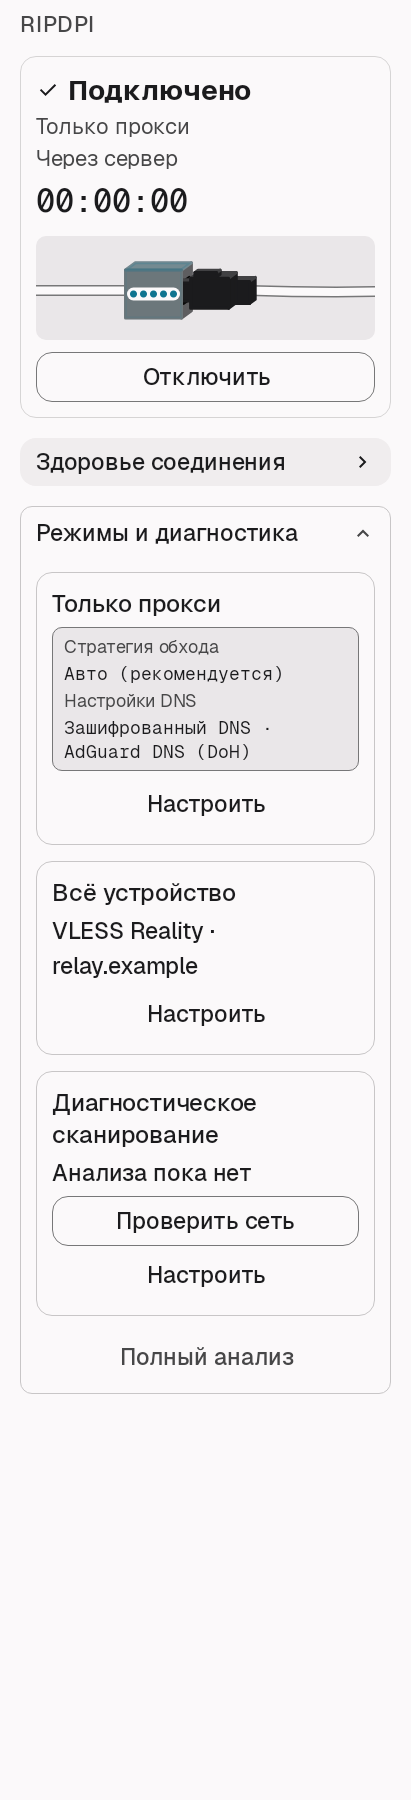 RIPDPI
Подключено
Только прокси
Через сервер
00:00:00
Отключить
Здоровье соединения
Режимы и диагностика
Только прокси
Стратегия обхода
Авто (рекомендуется)
Настройки DNS
Зашифрованный DNS ·
AdGuard DNS (DoH)
Настроить
Всё устройство
VLESS Reality ·
relay.example
Настроить
Диагностическое
сканирование
Анализа пока нет
Проверить сеть
Настроить
Полный анализ